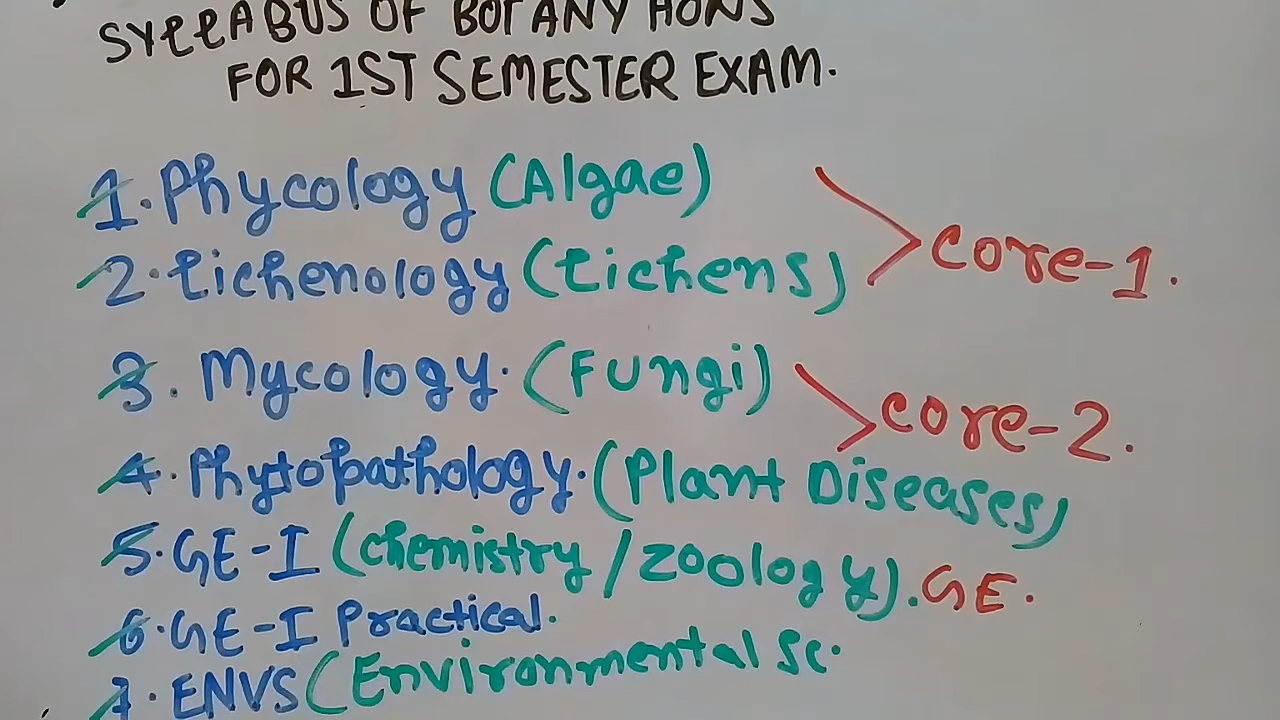 SYLLABUS OF BOTANY HONS
FOR 1ST SEMESTER EXAM.
1. Phycology (Algae)
2. Lichenology (Lichens)
core-1.
3. Mycology. (Fungi)
core-2.
4. Phytopathology. (Plant Diseases)
5. GE-I (chemistry/zoology). GE.
6. GE-I Practical.
7. ENVS (Environmental Sc.